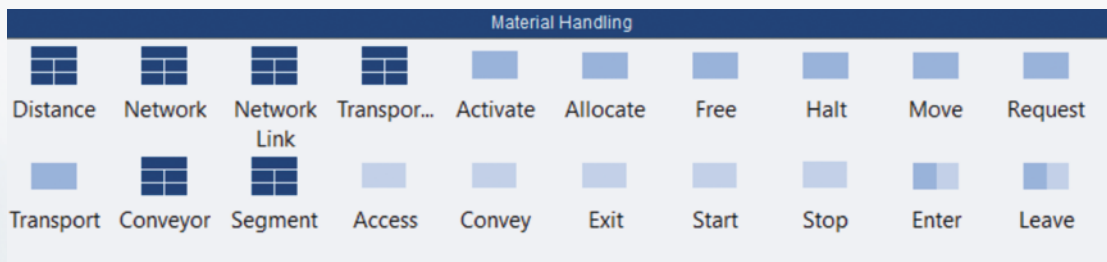 Material Handling
Distance Network Network Transpor... Activate Allocate Free Halt Move Request
Link
Transport Conveyor Segment Access Convey Exit Start Stop Enter Leave